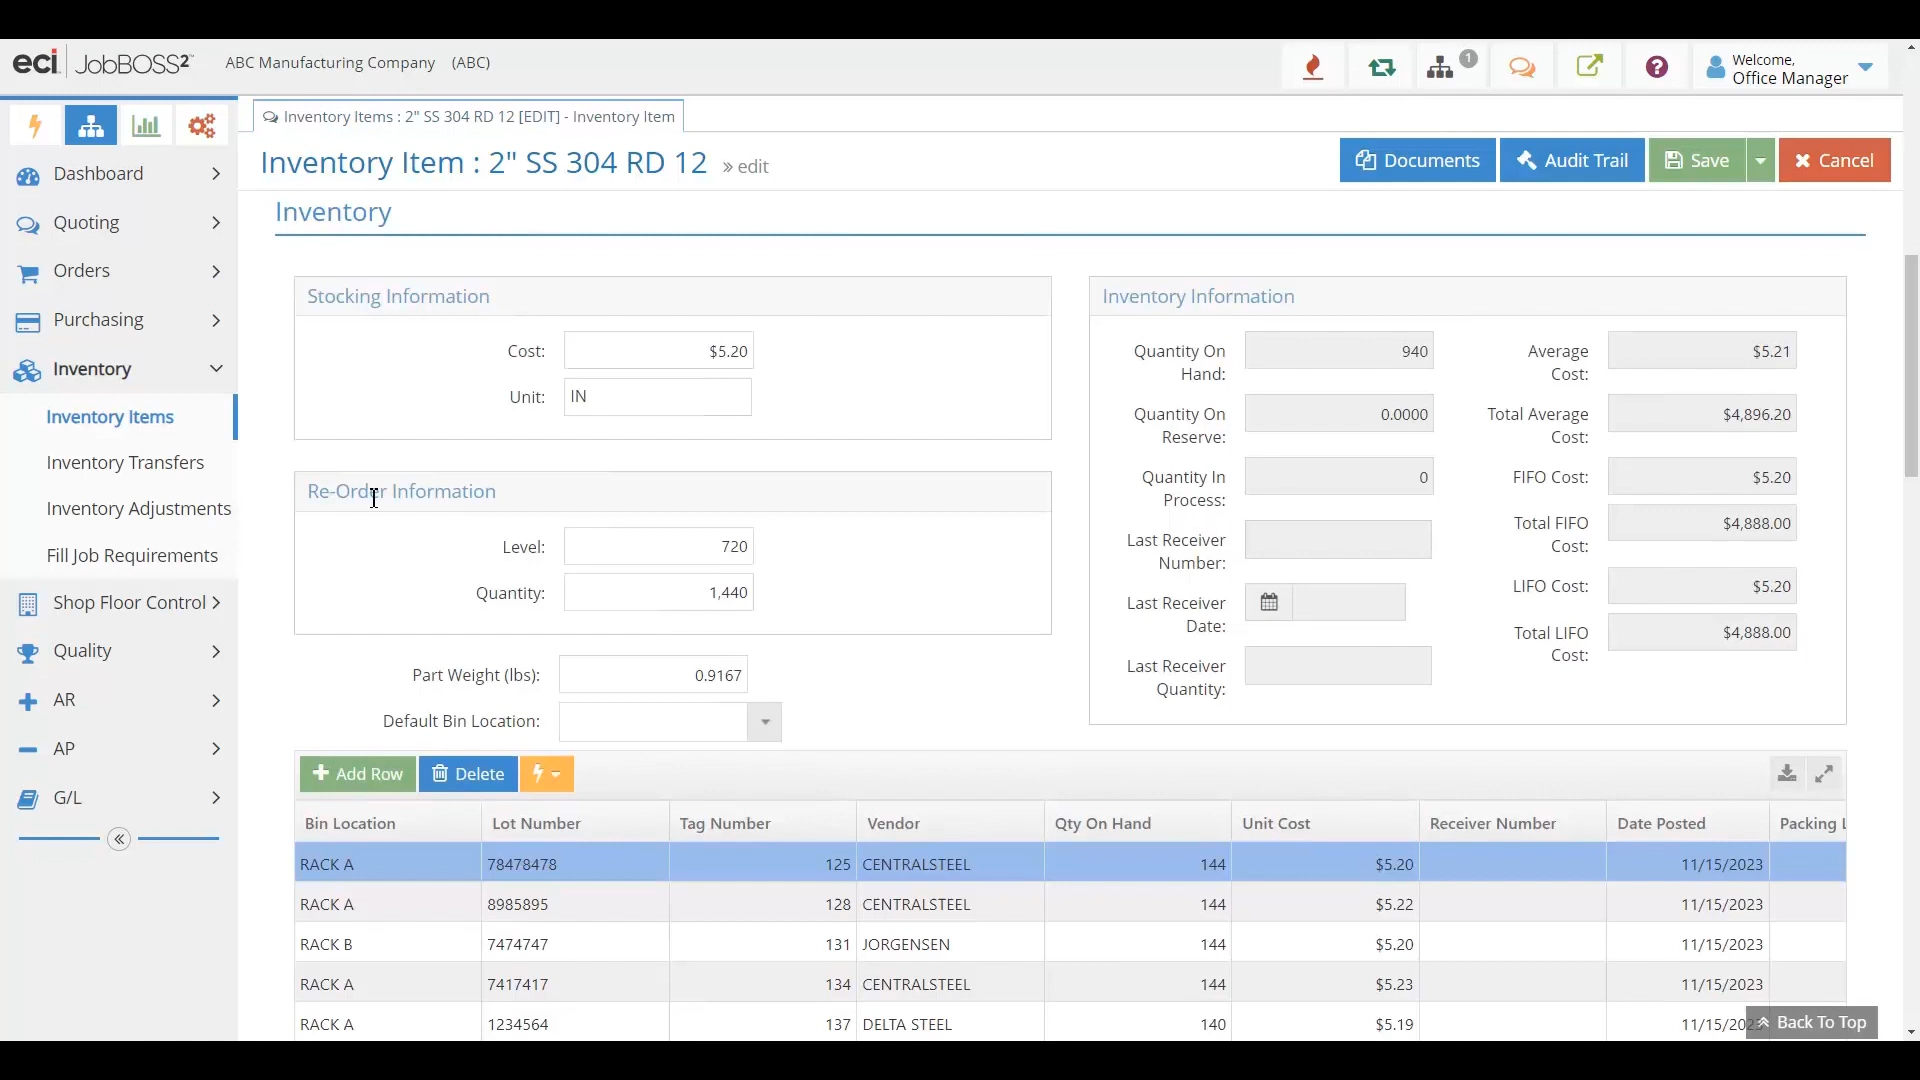 eci JobBOSS²™ ABC Manufacturing Company (ABC) 1 Welcome,
Office Manager
Inventory Items : 2" SS 304 RD 12 [EDIT] - Inventory Item
Inventory Item : 2" SS 304 RD 12 » edit
Documents Audit Trail Save Cancel
Dashboard
Quoting
Orders
Purchasing
Inventory
Inventory Items
Inventory Transfers
Inventory Adjustments
Fill Job Requirements
Shop Floor Control
Quality
AR
AP
G/L
Inventory
Stocking Information
Cost: $5.20
Unit: IN
Re-Order Information
Level: 720
Quantity: 1,440
Part Weight (lbs): 0.9167
Default Bin Location:
Inventory Information
Quantity On
Hand: 940
Quantity On
Reserve: 0.0000
Quantity In
Process: 0
Last Receiver
Number:
Last Receiver
Date:
Last Receiver
Quantity:
Average
Cost: $5.21
Total Average
Cost: $4,896.20
FIFO Cost: $5.20
Total FIFO
Cost: $4,888.00
LIFO Cost: $5.20
Total LIFO
Cost: $4,888.00
Add Row Delete
Bin Location Lot Number Tag Number Vendor Qty On Hand Unit Cost Receiver Number Date Posted Packing
RACK A 78478478 125 CENTRALSTEEL 144 $5.20 11/15/2023
RACK A 8985895 128 CENTRALSTEEL 144 $5.22 11/15/2023
RACK B 7474747 131 JORGENSEN 144 $5.20 11/15/2023
RACK A 7417417 134 CENTRALSTEEL 144 $5.23 11/15/2023
RACK A 1234564 137 DELTA STEEL 140 $5.19 11/15/202
Back To Top